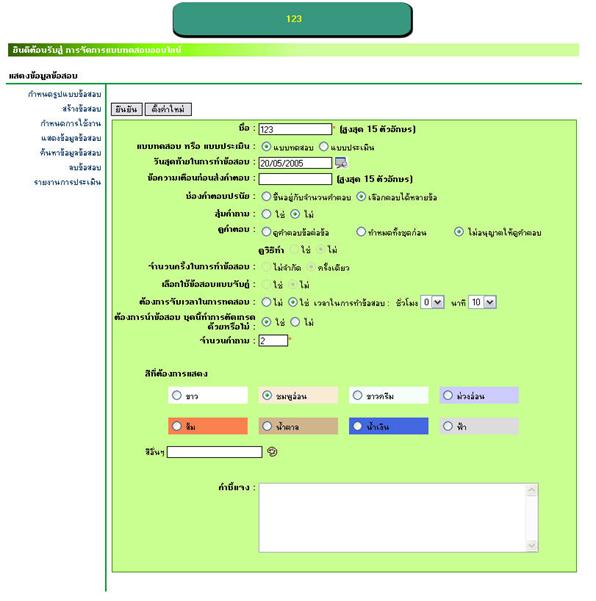 123
ยินดีต้อนรับสู่ การจัดการแบบทดสอบออนไลน์
แสดงข้อมูลข้อสอบ
กำหนดรูปแบบข้อสอบ
สร้างข้อสอบ
กำหนดการใช้งาน
แสดงข้อมูลข้อสอบ
ค้นหาข้อมูลข้อสอบ
ลบข้อสอบ
รายงานการประเมิน
ยืนยัน ตั้งค่าใหม่
ชื่อ : 123 * (สูงสุด 15 ตัวอักษร)
แบบทดสอบ หรือ แบบประเมิน : แบบทดสอบ แบบประเมิน
วันสุดท้ายในการทำข้อสอบ : 20/05/2005
ข้อความเตือนก่อนส่งคำตอบ : (สูงสุด 15 ตัวอักษร)
ช่องคำตอบปรนัย : ขึ้นอยู่กับจำนวนคำตอบ เลือกตอบได้หลายข้อ
สุ่มคำถาม : ใช่ ไม่
ดูคำตอบ : ดูคำตอบข้อต่อข้อ ทำหมดทั้งชุดก่อน ไม่อนุญาตให้ดูคำตอบ
ดูวิธีทำ ใช่ ไม่
จำนวนครั้งในการทำข้อสอบ : ไม่จำกัด ครั้งเดียว
เลือกใช้ข้อสอบแบบจับคู่ : ใช่ ไม่
ต้องการจับเวลาในการทดสอบ : ไม่ ใช่ เวลาในการทำข้อสอบ : ชั่วโมง 0 นาที 10
ต้องการนำข้อสอบ ชุดนี้ทำการตัดเกรด
ด้วยหรือไม่ : ใช่ ไม่
จำนวนคำถาม : 2 *
สีที่ต้องการแสดง
ขาว ชมพูอ่อน ขาวครีม ม่วงอ่อน
ส้ม น้ำตาล น้ำเงิน ฟ้า
สีอื่นๆ
คำชี้แจง :